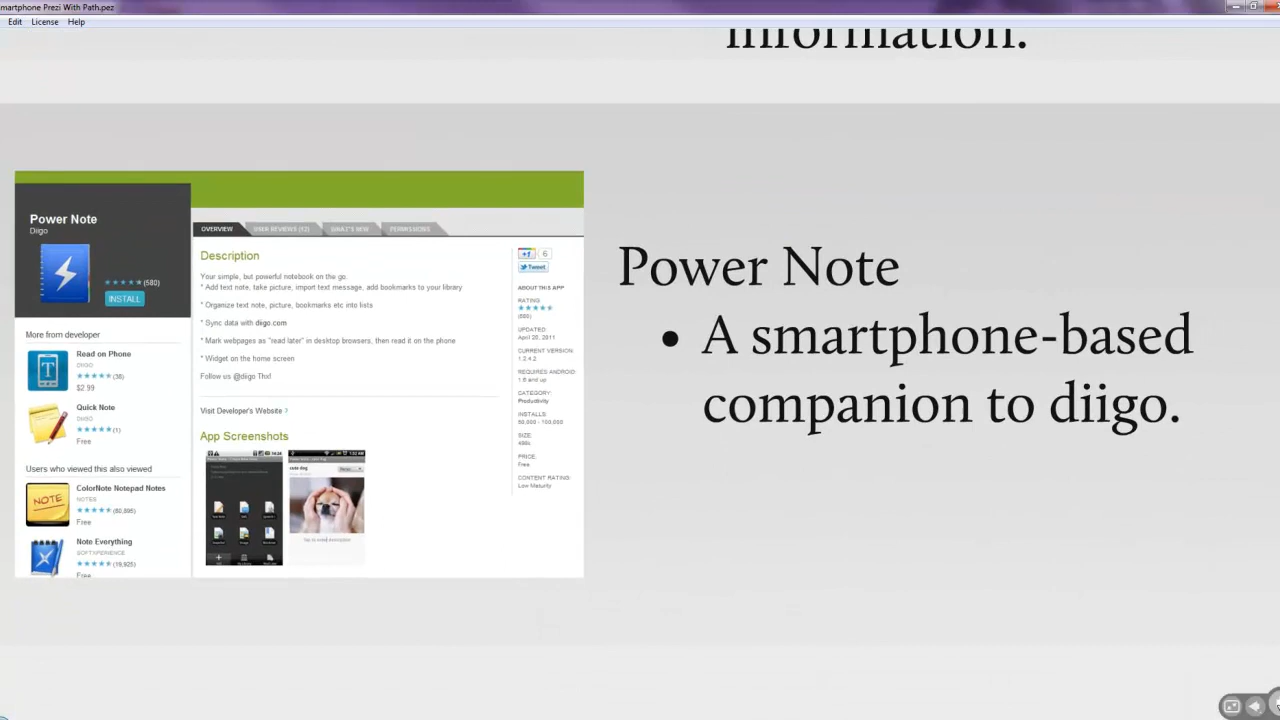 martphone Prezi With Path.pez
Edit License Help
information.
Power Note
Diigo
(580)
INSTALL
More from developer
Read on Phone
DIIGO
(38)
$2.99
Quick Note
DIIGO
(1)
Free
Users who viewed this also viewed
ColorNote Notepad Notes
NOTES
(60,895)
Free
Note Everything
SOFTXPERIENCE
(19,925)
Free
OVERVIEW USER REVIEWS (12) WHAT'S NEW PERMISSIONS
Description
Your simple, but powerful notebook on the go.
* Add text note, take picture, import text message, add bookmarks to your library
* Organize text note, picture, bookmarks etc into lists
* Sync data with diigo.com
* Mark webpages as "read later" in desktop browsers, then read it on the phone
* Widget on the home screen
Follow us @diigo Thx!
Visit Developer's Website
App Screenshots
+1 6
Tweet
ABOUT THIS APP
RATING:
(580)
UPDATED:
April 20, 2011
CURRENT VERSION:
1.2.4.2
REQUIRES ANDROID:
1.6 and up
CATEGORY:
Productivity
INSTALLS:
50,000 - 100,000
SIZE:
PRICE:
Free
CONTENT RATING:
Low Maturity
Power Note
• A smartphone-based
companion to diigo.